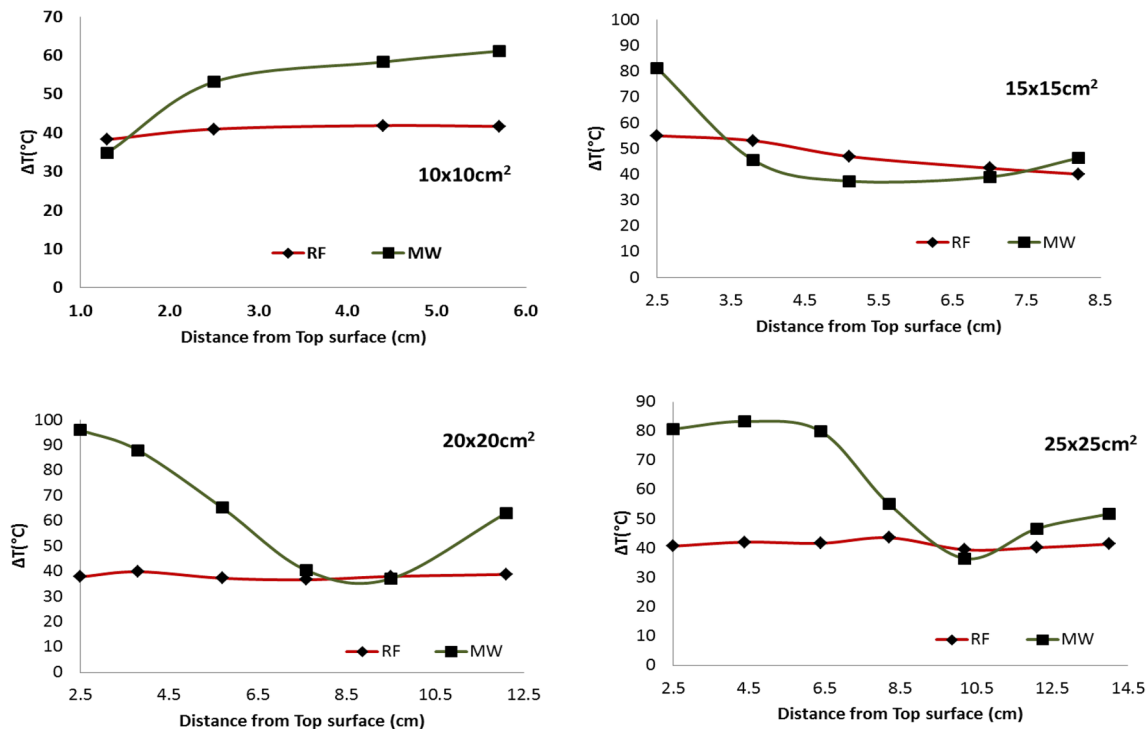 70
60
50
40
30
20
10
0
ΔT(°C)
10x10cm²
RF
MW
1.0 2.0 3.0 4.0 5.0 6.0
Distance from Top surface (cm)
100
90
80
70
60
50
40
30
20
10
0
ΔT(°C)
15x15cm²
RF
MW
2.5 3.5 4.5 5.5 6.5 7.5 8.5
Distance from Top surface (cm)
100
90
80
70
60
50
40
30
20
10
0
ΔT(°C)
20x20cm²
RF
MW
2.5 4.5 6.5 8.5 10.5 12.5
Distance from Top surface (cm)
90
80
70
60
50
40
30
20
10
0
ΔT(°C)
25x25cm²
RF
MW
2.5 4.5 6.5 8.5 10.5 12.5 14.5
Distance from Top surface (cm)